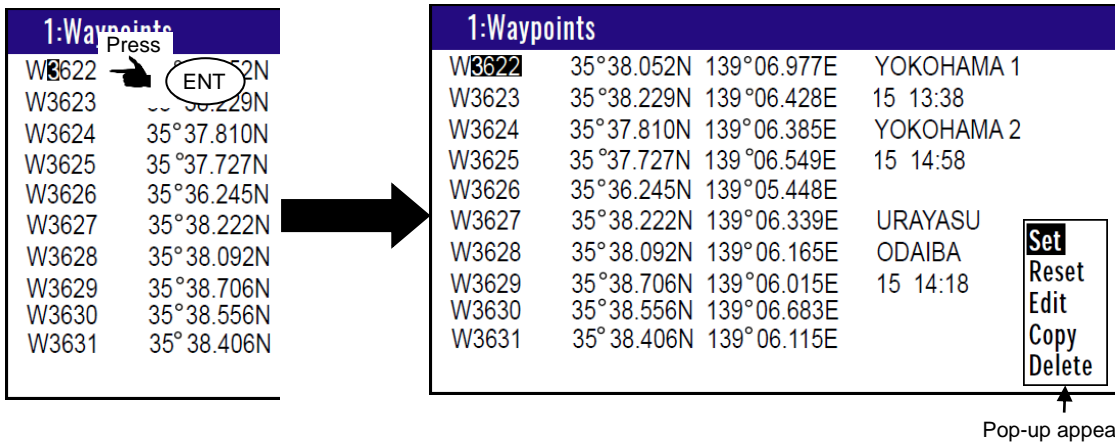 1:Waypoints
Press
ENT
W3622 52N
W3623 229N
W3624 35°37.810N
W3625 35°37.727N
W3626 35°36.245N
W3627 35°38.222N
W3628 35°38.092N
W3629 35°38.706N
W3630 35°38.556N
W3631 35°38.406N
1:Waypoints
W3622 35°38.052N 139°06.977E YOKOHAMA 1
W3623 35°38.229N 139°06.428E 15 13:38
W3624 35°37.810N 139°06.385E YOKOHAMA 2
W3625 35°37.727N 139°06.549E 15 14:58
W3626 35°36.245N 139°05.448E
W3627 35°38.222N 139°06.339E URAYASU
W3628 35°38.092N 139°06.165E ODAIBA
W3629 35°38.706N 139°06.015E 15 14:18
W3630 35°38.556N 139°06.683E
W3631 35°38.406N 139°06.115E
Set
Reset
Edit
Copy
Delete
Pop-up appea